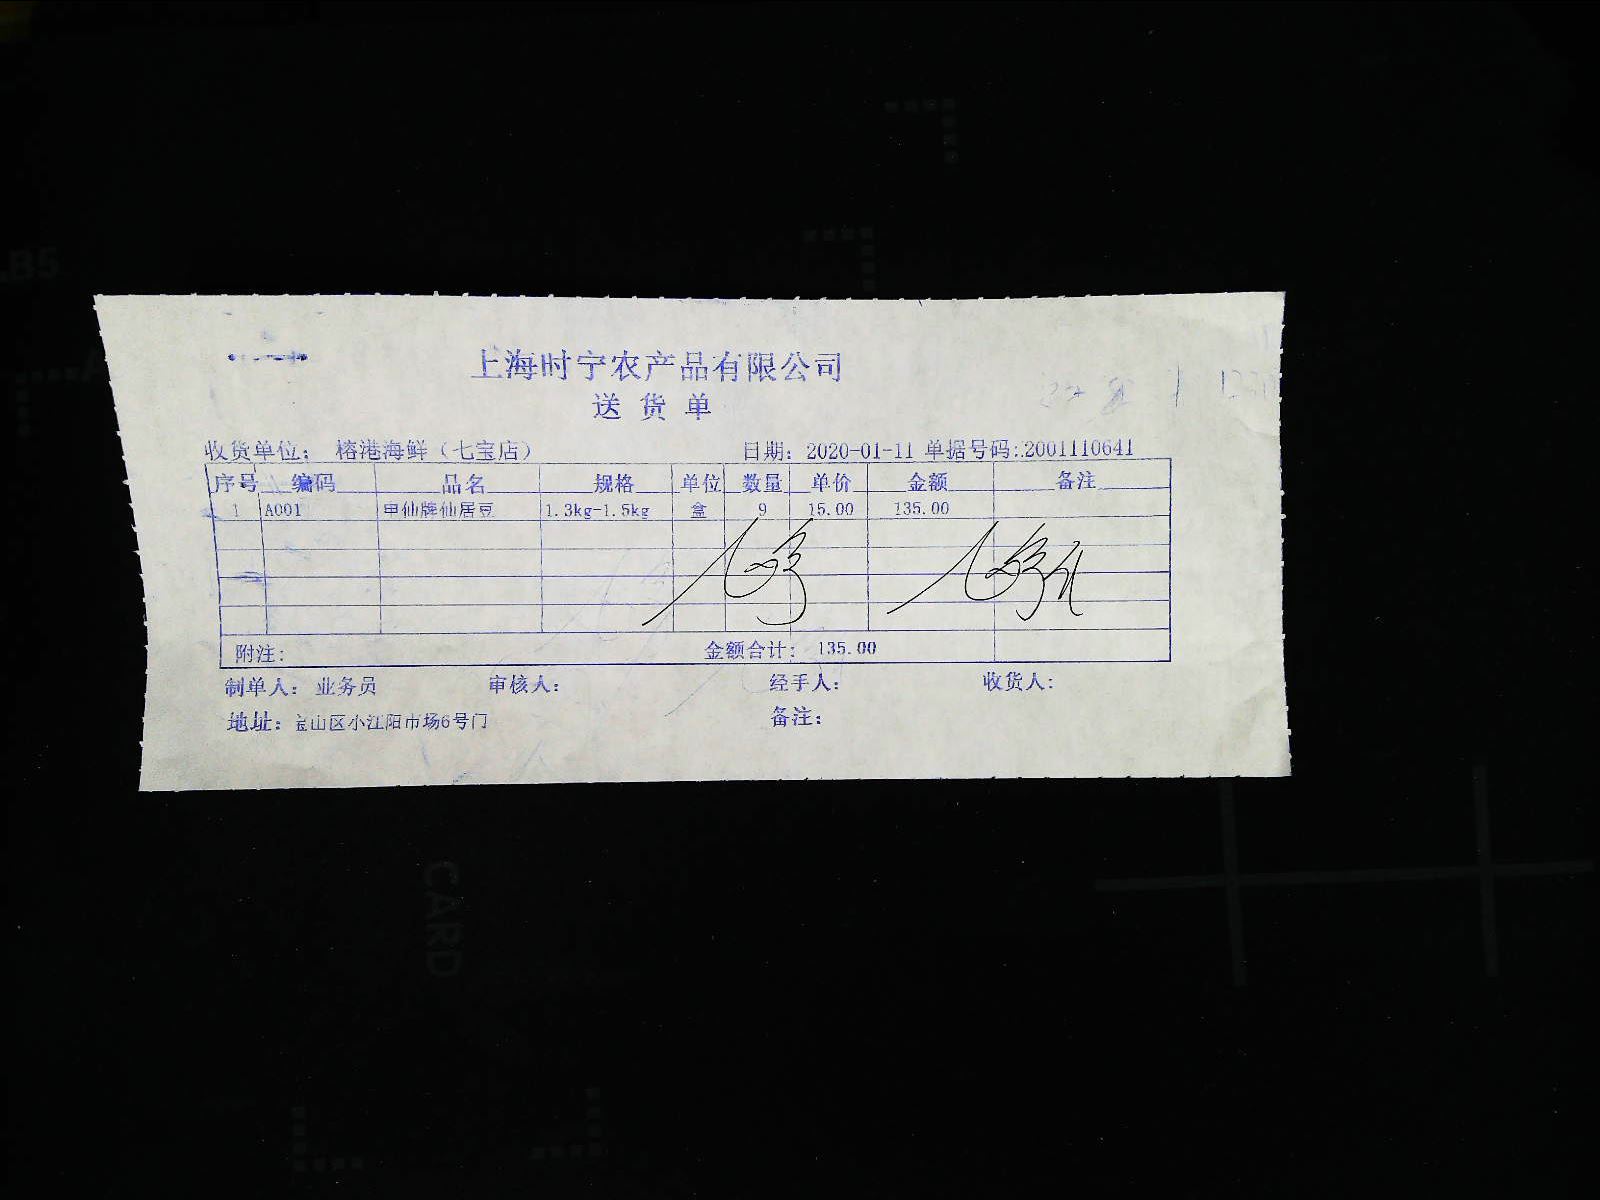 上海时宁农产品有限公司
送货单
收货单位： 榕港海鲜（七宝店） 日期：2020-01-11 单据号码:2001110641
序号 编码 品名 规格 单位 数量 单价 金额 备注
1 A001 申仙牌仙居豆 1.3kg-1.5kg 盒 9 15.00 135.00
附注: 金额合计: 135.00
制单人：业务员 审核人: 经手人: 收货人:
地址：宝山区小江阳市场6号门 备注:
B5
CARD